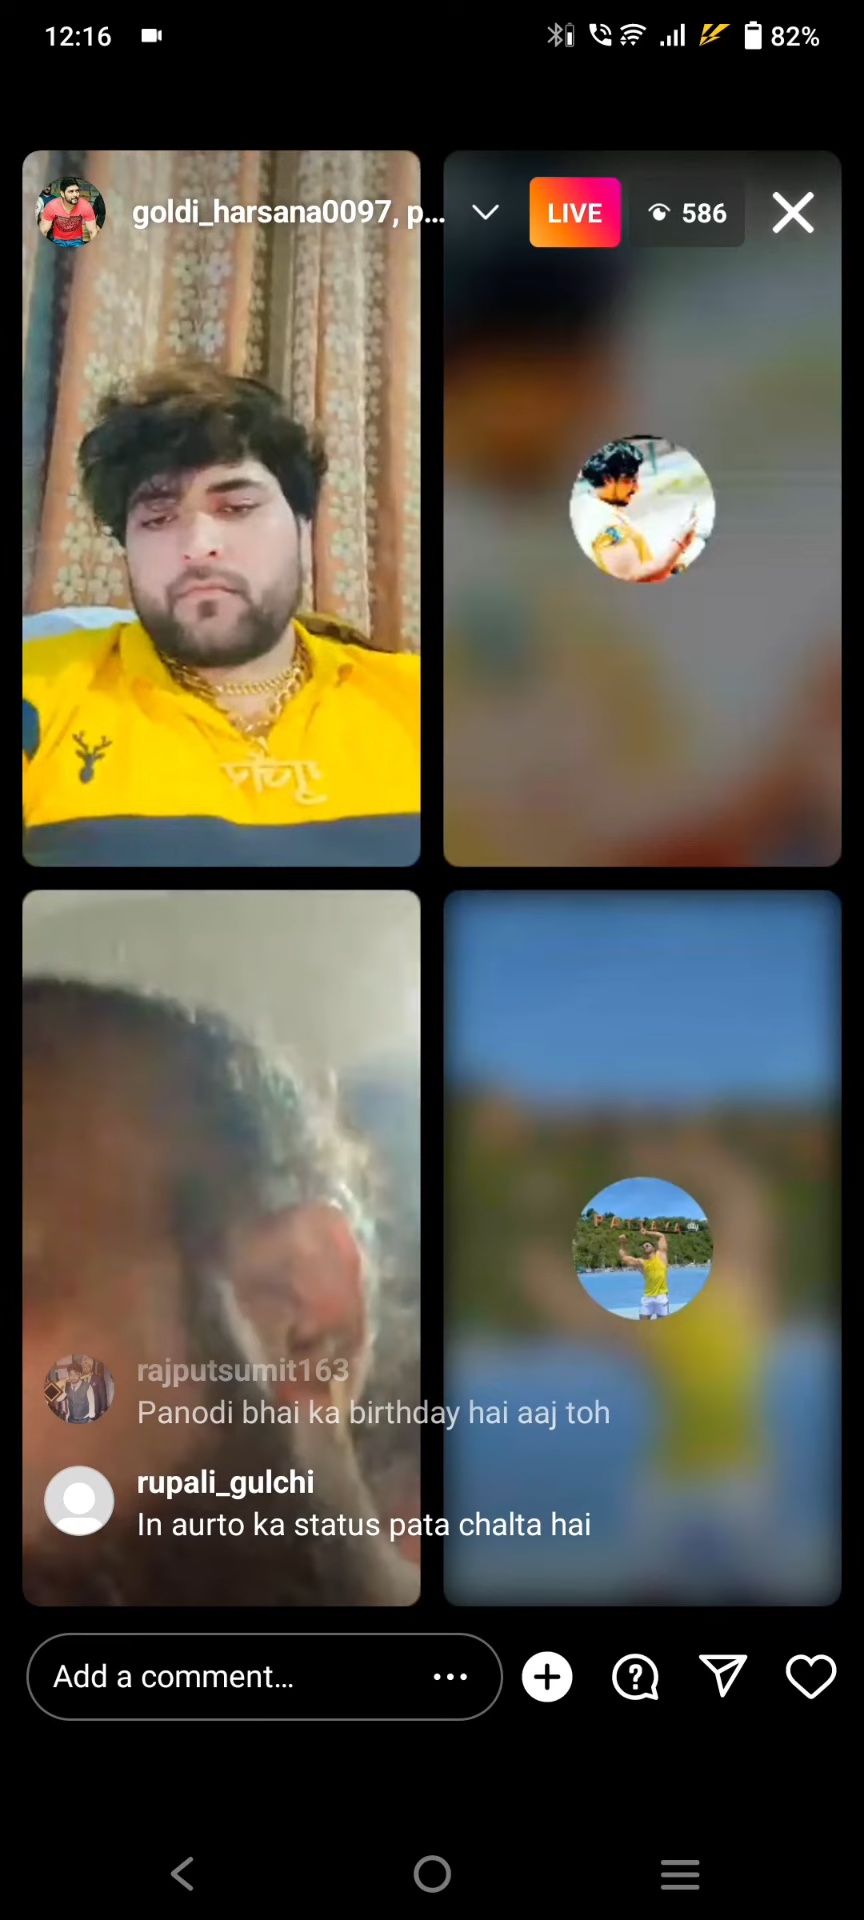 12:16
82%
goldi_harsana0097, p...
LIVE
586
PATTAYA
rajputsumit163
Panodi bhai ka birthday hai aaj toh
rupali_gulchi
In aurto ka status pata chalta hai
Add a comment...